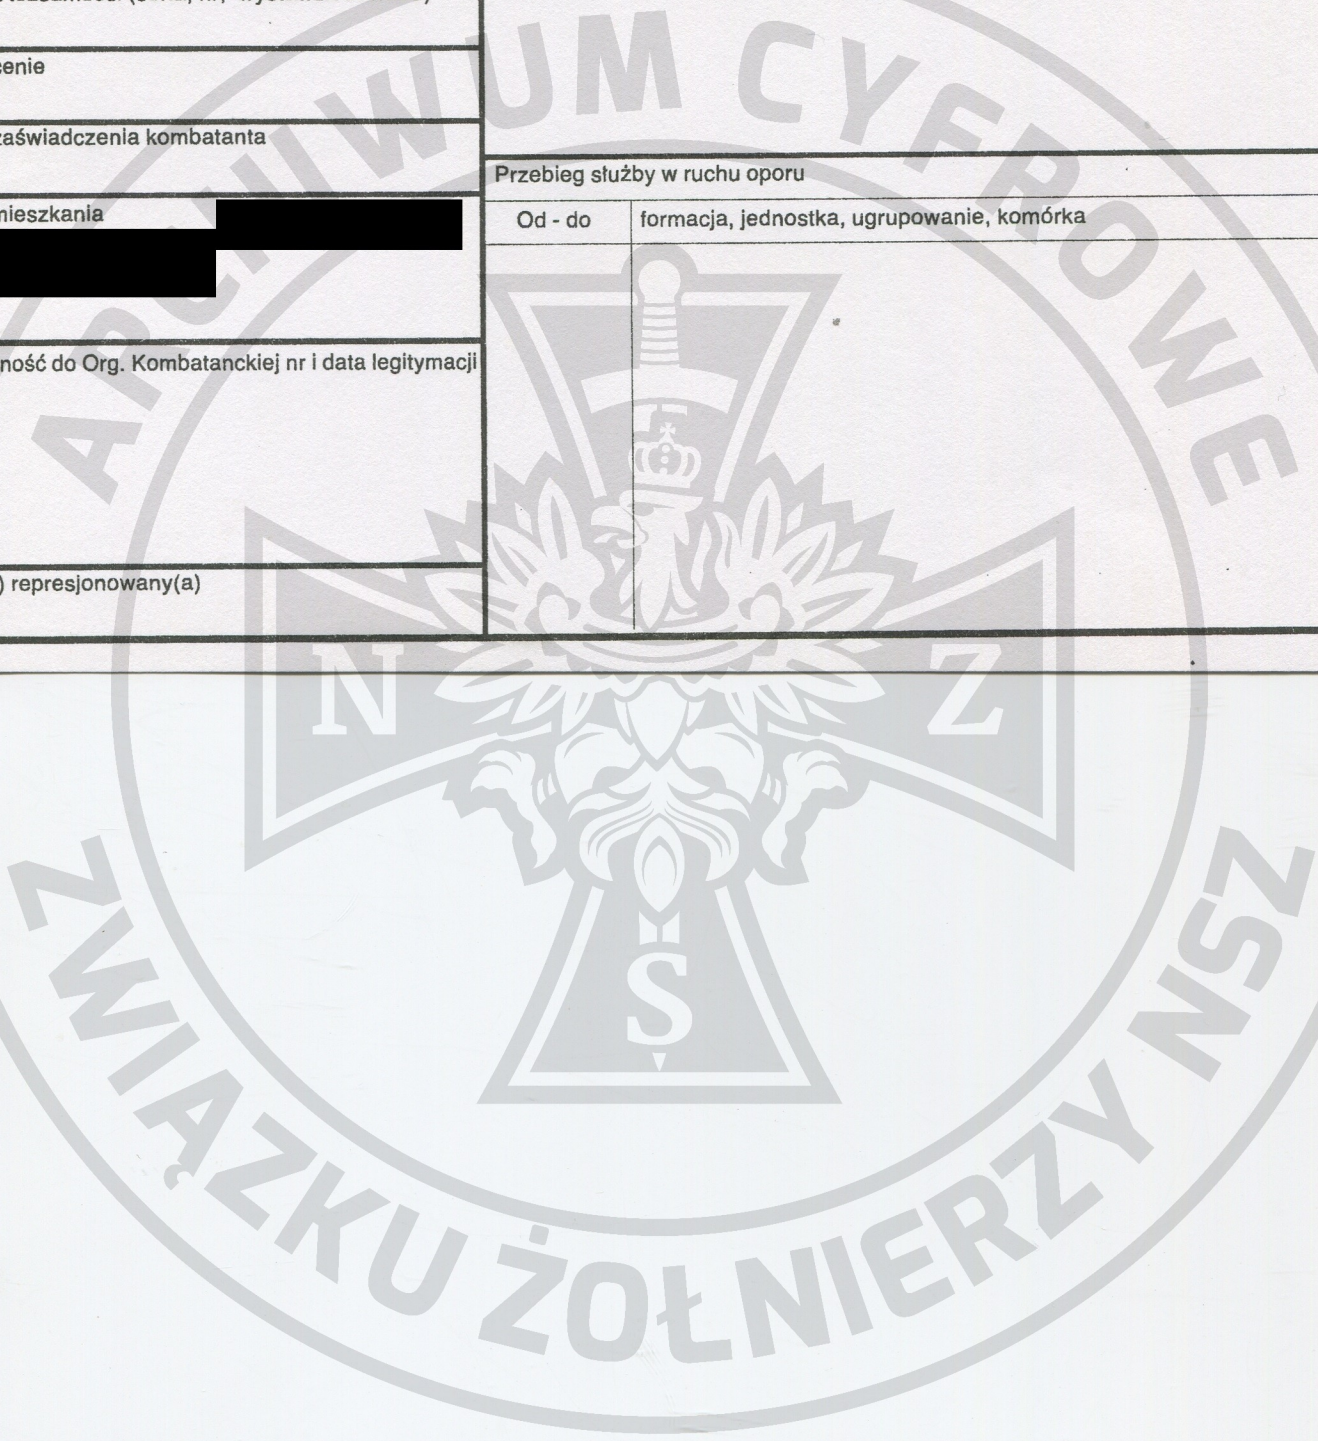 cenie
zaświadczenia kombatanta
mieszkania
ność do Org. Kombatanckiej nr i data legitymacji
) represjonowany(a)
Przebieg służby w ruchu oporu
Od - do formacja, jednostka, ugrupowanie, komórka
ARCHIWUM CYFROWE
N Z
S
ZWIĄZKU ŻOŁNIERZY NSZ